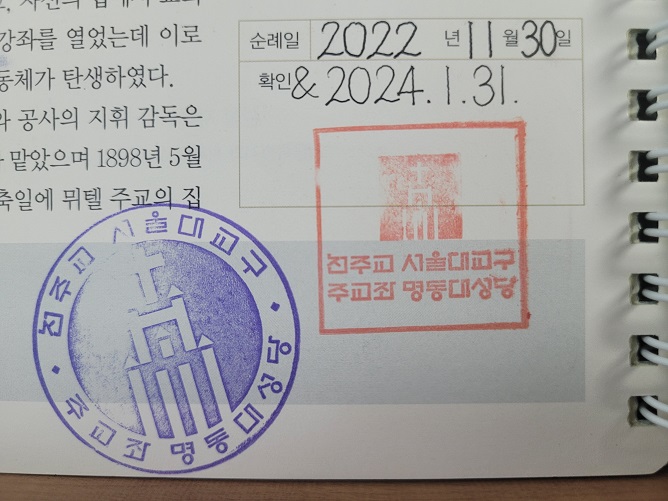 강좌를 열었는데 이로
동체가 탄생하였다.
공사의 지휘 감독은
맡았으며 1898년 5월
축일에 뮈텔 주교의 집
순례일 2022 년 11 월 30일
확인 & 2024. 1. 31.
천주교 서울대교구
주교좌 명동대성당
천주교 서울대교구
주교좌 명동대성당